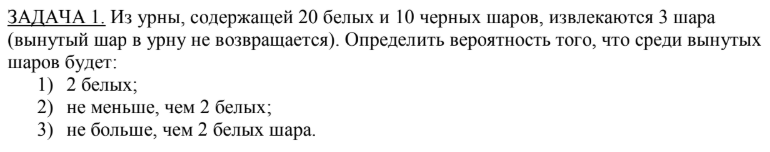 ЗАДАЧА 1. Из урны, содержащей 20 белых и 10 черных шаров, извлекаются 3 шара
(вынутый шар в урну не возвращается). Определить вероятность того, что среди вынутых
шаров будет:
1) 2 белых;
2) не меньше, чем 2 белых;
3) не больше, чем 2 белых шара.